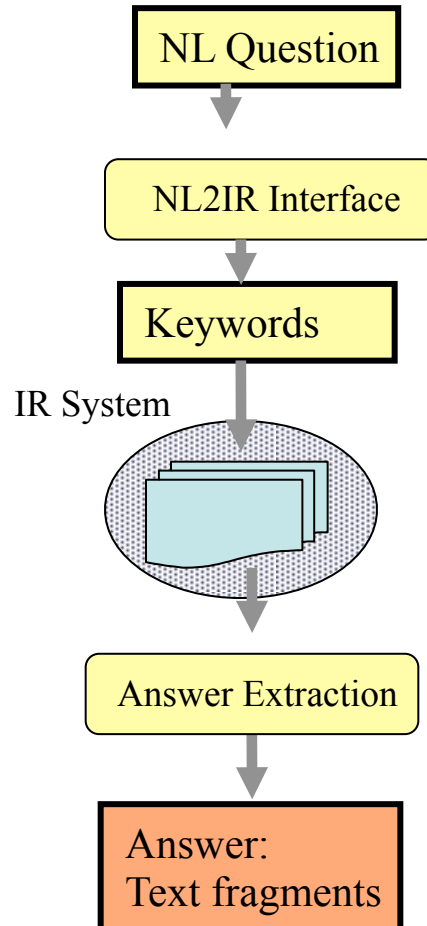 NL Question
NL2IR Interface
Keywords
IR System
Answer Extraction
Answer:
Text fragments